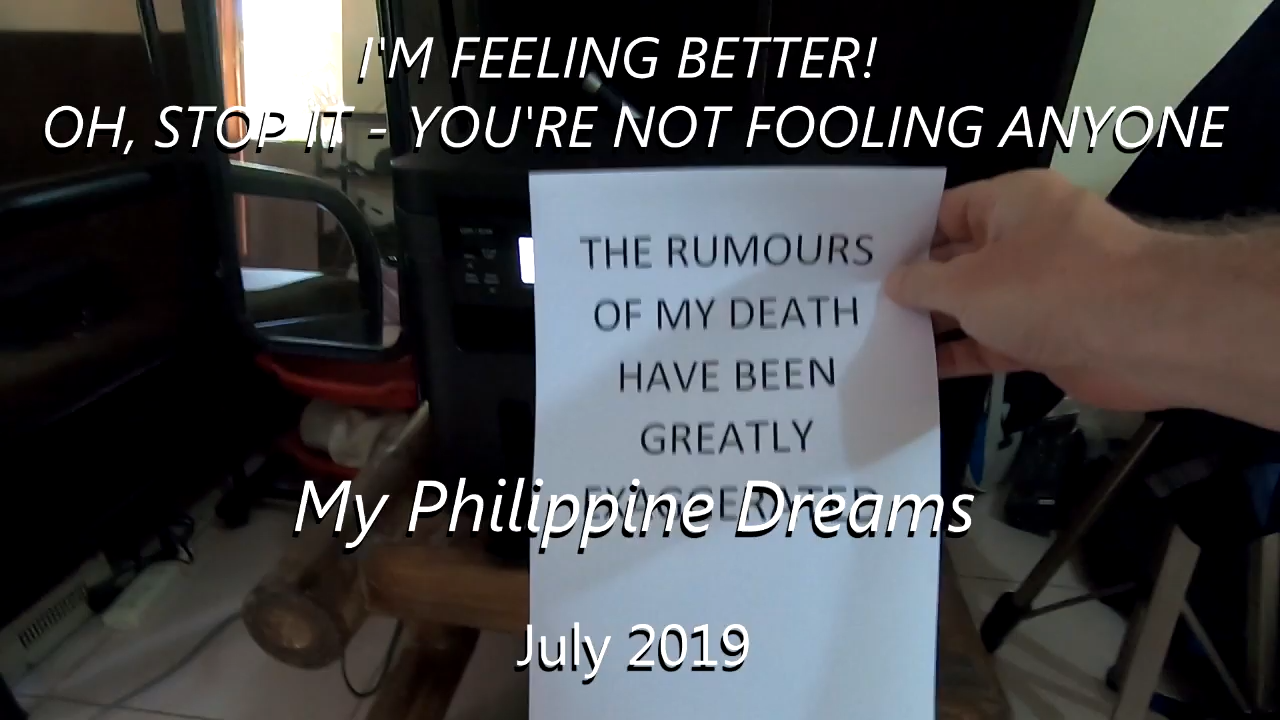 I'M FEELING BETTER!
OH, STOP IT - YOU'RE NOT FOOLING ANYONE
THE RUMOURS
OF MY DEATH
HAVE BEEN
GREATLY
EXAGGERATED
My Philippine Dreams
July 2019